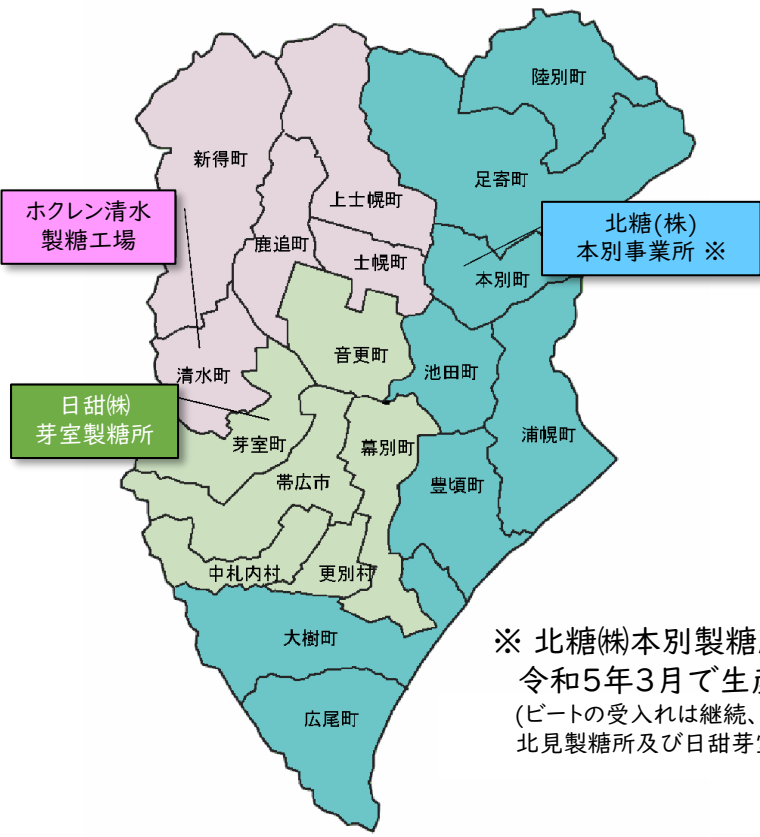 陸別町
新得町
足寄町
上士幌町
ホクレン清水
製糖工場
北糖(株)
本別事業所 ※
鹿追町
士幌町
本別町
音更町
清水町
池田町
日甜㈱
芽室製糖所
浦幌町
芽室町
幕別町
帯広市
豊頃町
中札内村
更別村
大樹町
※ 北糖㈱本別製糖
令和5年3月で生産
広尾町
(ビートの受入れは継続、
北見製糖所及び日甜芽室